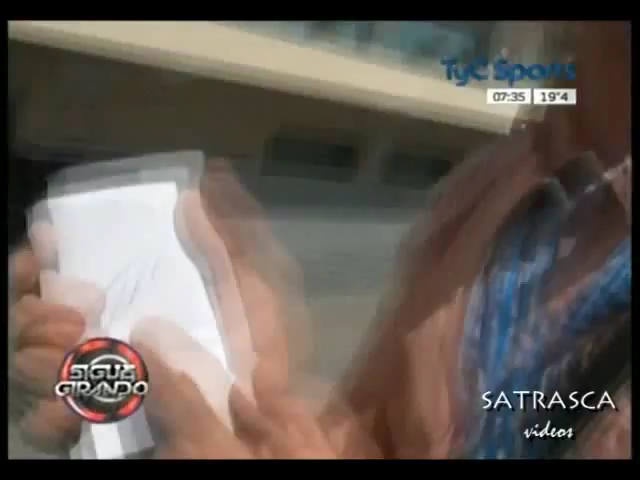 TyC Sports
07:35 19°4
SIGUE
GIRANDO
SATRASCA
videos